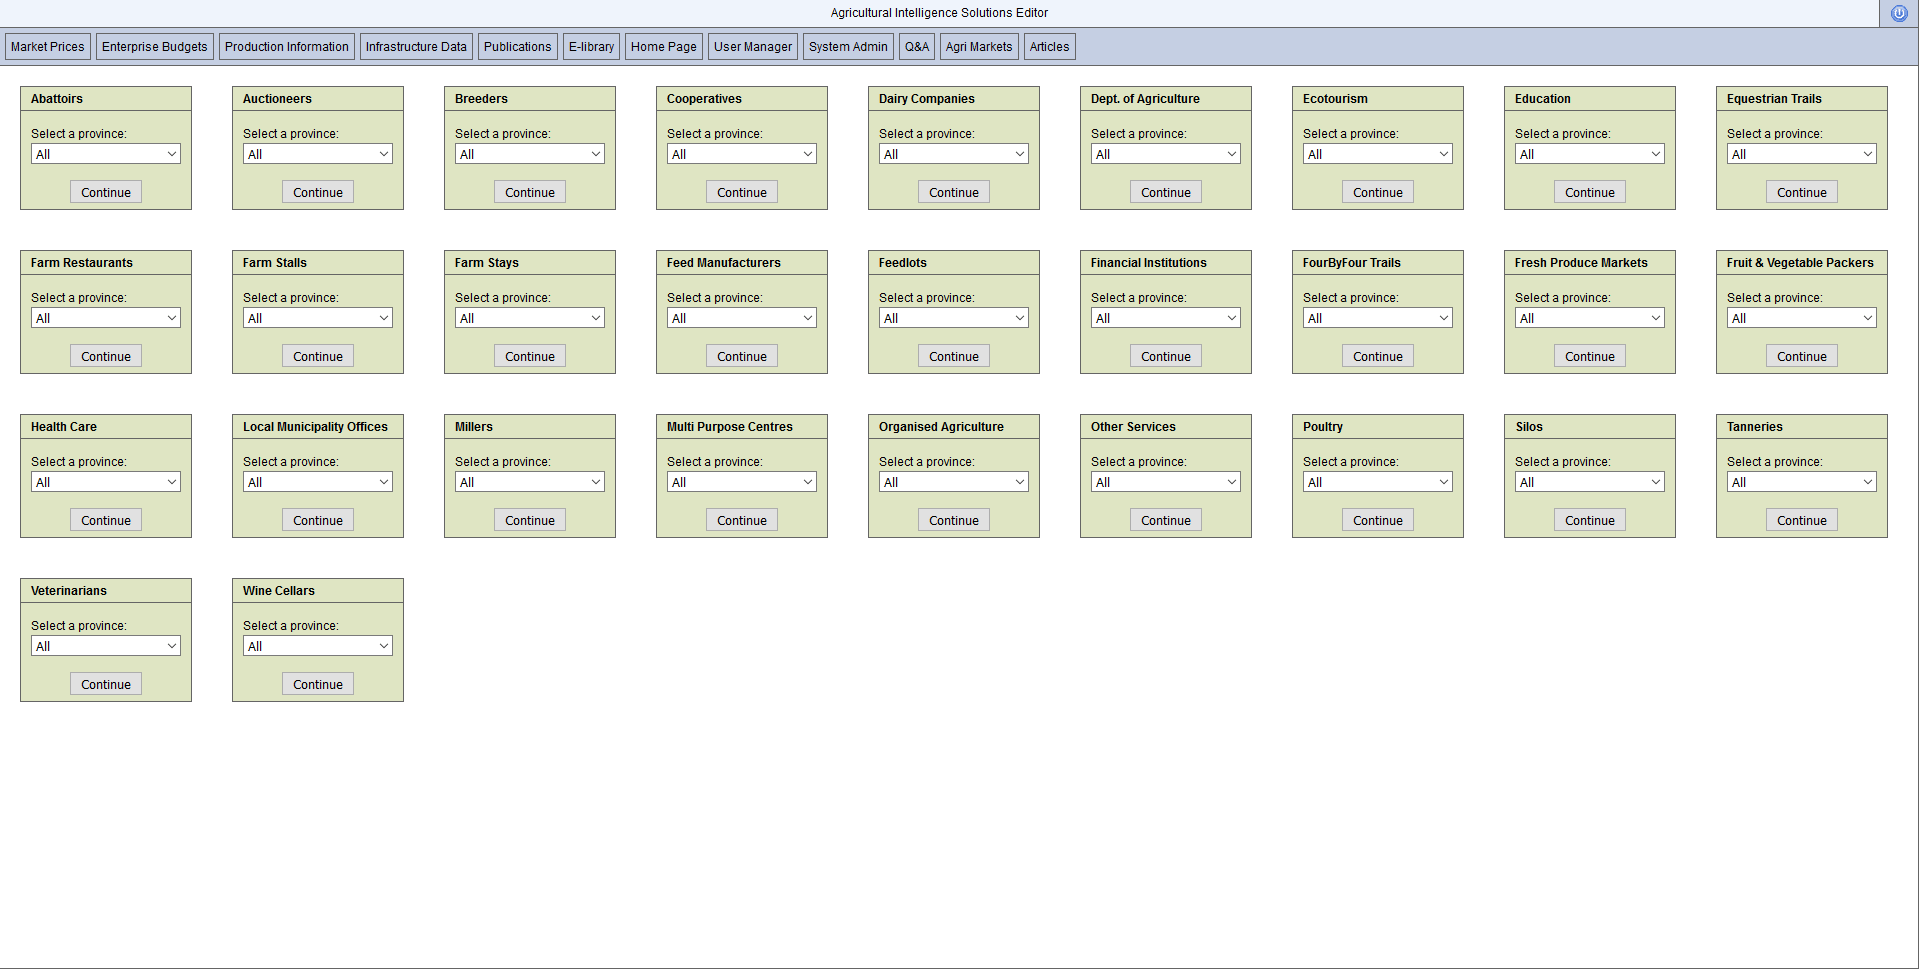 Agricultural Intelligence Solutions Editor
Market Prices Enterprise Budgets Production Information Infrastructure Data Publications E-library Home Page User Manager System Admin Q&A Agri Markets Articles
Abattoirs Auctioneers Breeders Cooperatives Dairy Companies Dept. of Agriculture Ecotourism Education Equestrian Trails
Select a province: Select a province: Select a province: Select a province: Select a province: Select a province: Select a province: Select a province: Select a province:
All All All All All All All All All
Continue Continue Continue Continue Continue Continue Continue Continue Continue
Farm Restaurants Farm Stalls Farm Stays Feed Manufacturers Feedlots Financial Institutions FourByFour Trails Fresh Produce Markets Fruit & Vegetable Packers
Select a province: Select a province: Select a province: Select a province: Select a province: Select a province: Select a province: Select a province: Select a province:
All All All All All All All All All
Continue Continue Continue Continue Continue Continue Continue Continue Continue
Health Care Local Municipality Offices Millers Multi Purpose Centres Organised Agriculture Other Services Poultry Silos Tanneries
Select a province: Select a province: Select a province: Select a province: Select a province: Select a province: Select a province: Select a province: Select a province:
All All All All All All All All All
Continue Continue Continue Continue Continue Continue Continue Continue Continue
Veterinarians Wine Cellars
Select a province: Select a province:
All All
Continue Continue